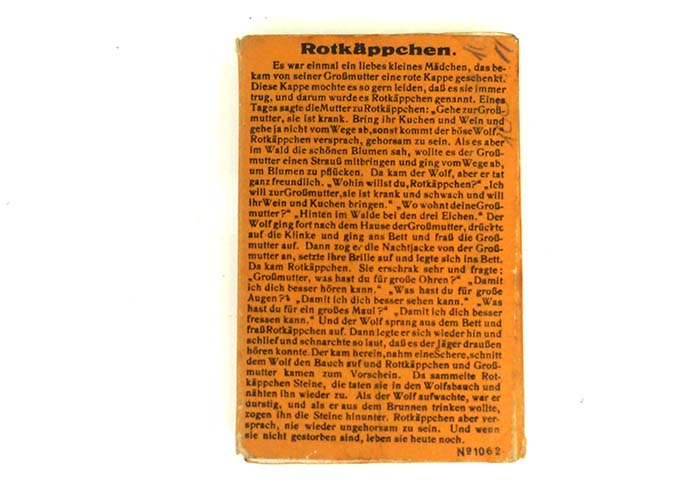 Rotkäppchen.
Es war einmal ein liebes kleines Mädchen, das be-
kam von seiner Großmutter eine rote Kappe geschenkt.
Diese Kappe mochte es so gern leiden, daß es sie immer
trug, und darum wurde es Rotkäppchen genannt. Eines
Tages sagte die Mutter zu Rotkäppchen: „Gehe zur Groß-
mutter, sie ist krank. Bring ihr Kuchen und Wein und
gehe ja nicht vom Wege ab, sonst kommt der böse Wolf.
Rotkäppchen versprach, gehorsam zu sein. Als es aber
im Wald die schönen Blumen sah, wollte es der Groß-
mutter einen Strauß mitbringen und ging vom Wege ab,
um Blumen zu pflücken. Da kam der Wolf, aber er tat
ganz freundlich. „Wohin willst du, Rotkäppchen?“ „Ich
will zur Großmutter, sie ist krank und schwach und will
ihr Wein und Kuchen bringen.“ „Wo wohnt deine Groß-
mutter?“ „Hinten im Walde bei den drei Eichen.“ Der
Wolf ging fort nach dem Hause der Großmutter, drückte
auf die Klinke und ging ans Bett und fraß die Groß-
mutter auf. Dann zog er die Nachtjacke von der Groß-
mutter an, setzte ihre Brille auf und legte sich ins Bett.
Da kam Rotkäppchen. Sie erschrak sehr und fragte:
„Großmutter, was hast du für große Ohren?“ „Damit
ich dich besser hören kann.“ „Was hast du für große
Augen?“ „Damit ich dich besser sehen kann.“ „Was
hast du für ein großes Maul?“ „Damit ich dich besser
fressen kann.“ Und der Wolf sprang aus dem Bett und
fraß Rotkäppchen auf. Dann legte er sich wieder hin und
schlief und schnarchte so laut, daß es der Jäger draußen
hören konnte. Der kam herein, nahm eine Schere, schnitt
dem Wolf den Bauch auf und Rottkäppchen und Groß-
mutter kamen zum Vorschein. Da sammelte Rot-
käppchen Steine, die taten sie in den Wolfsbauch und
nähten ihn wieder zu. Als der Wolf aufwachte, war er
durstig, und als er aus dem Brunnen trinken wollte,
zogen ihn die Steine hinunter. Rotkäppchen aber ver-
sprach, nie wieder ungehorsam zu sein. Und wenn
sie nicht gestorben sind, leben sie heute noch.
Nº 1062